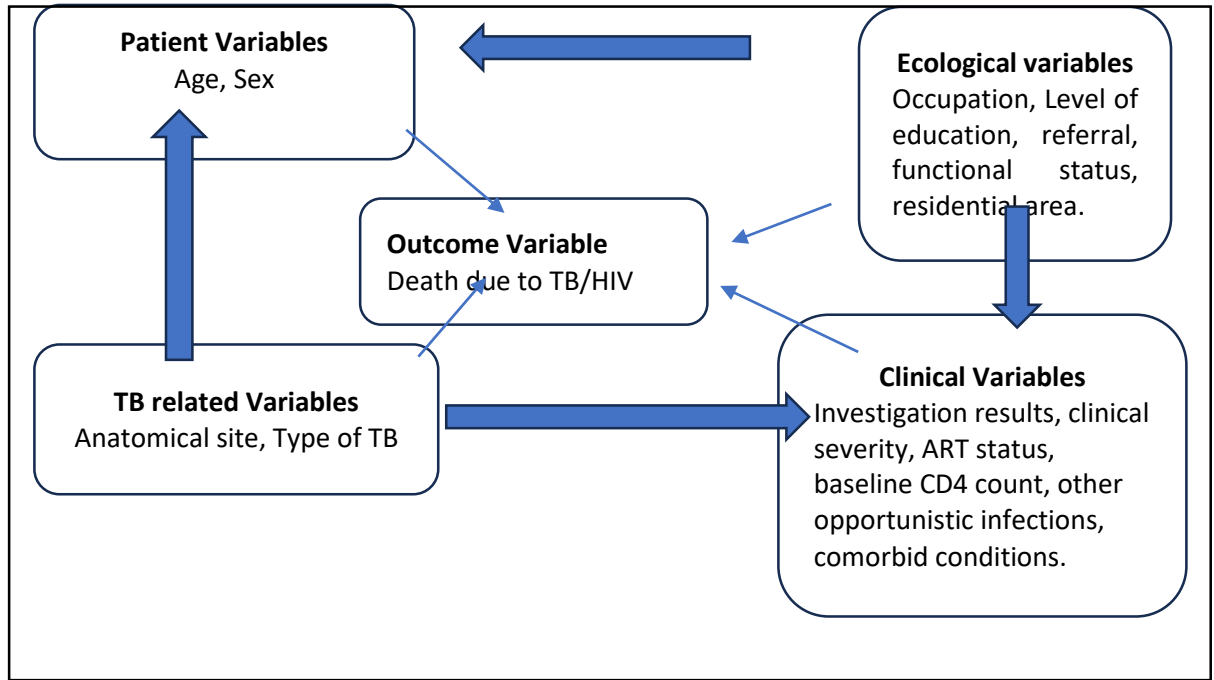 Patient Variables
Age, Sex
Ecological variables
Occupation, Level of
education, referral,
functional status,
residential area.
Outcome Variable
Death due to TB/HIV
TB related Variables
Anatomical site, Type of TB
Clinical Variables
Investigation results, clinical
severity, ART status,
baseline CD4 count, other
opportunistic infections,
comorbid conditions.